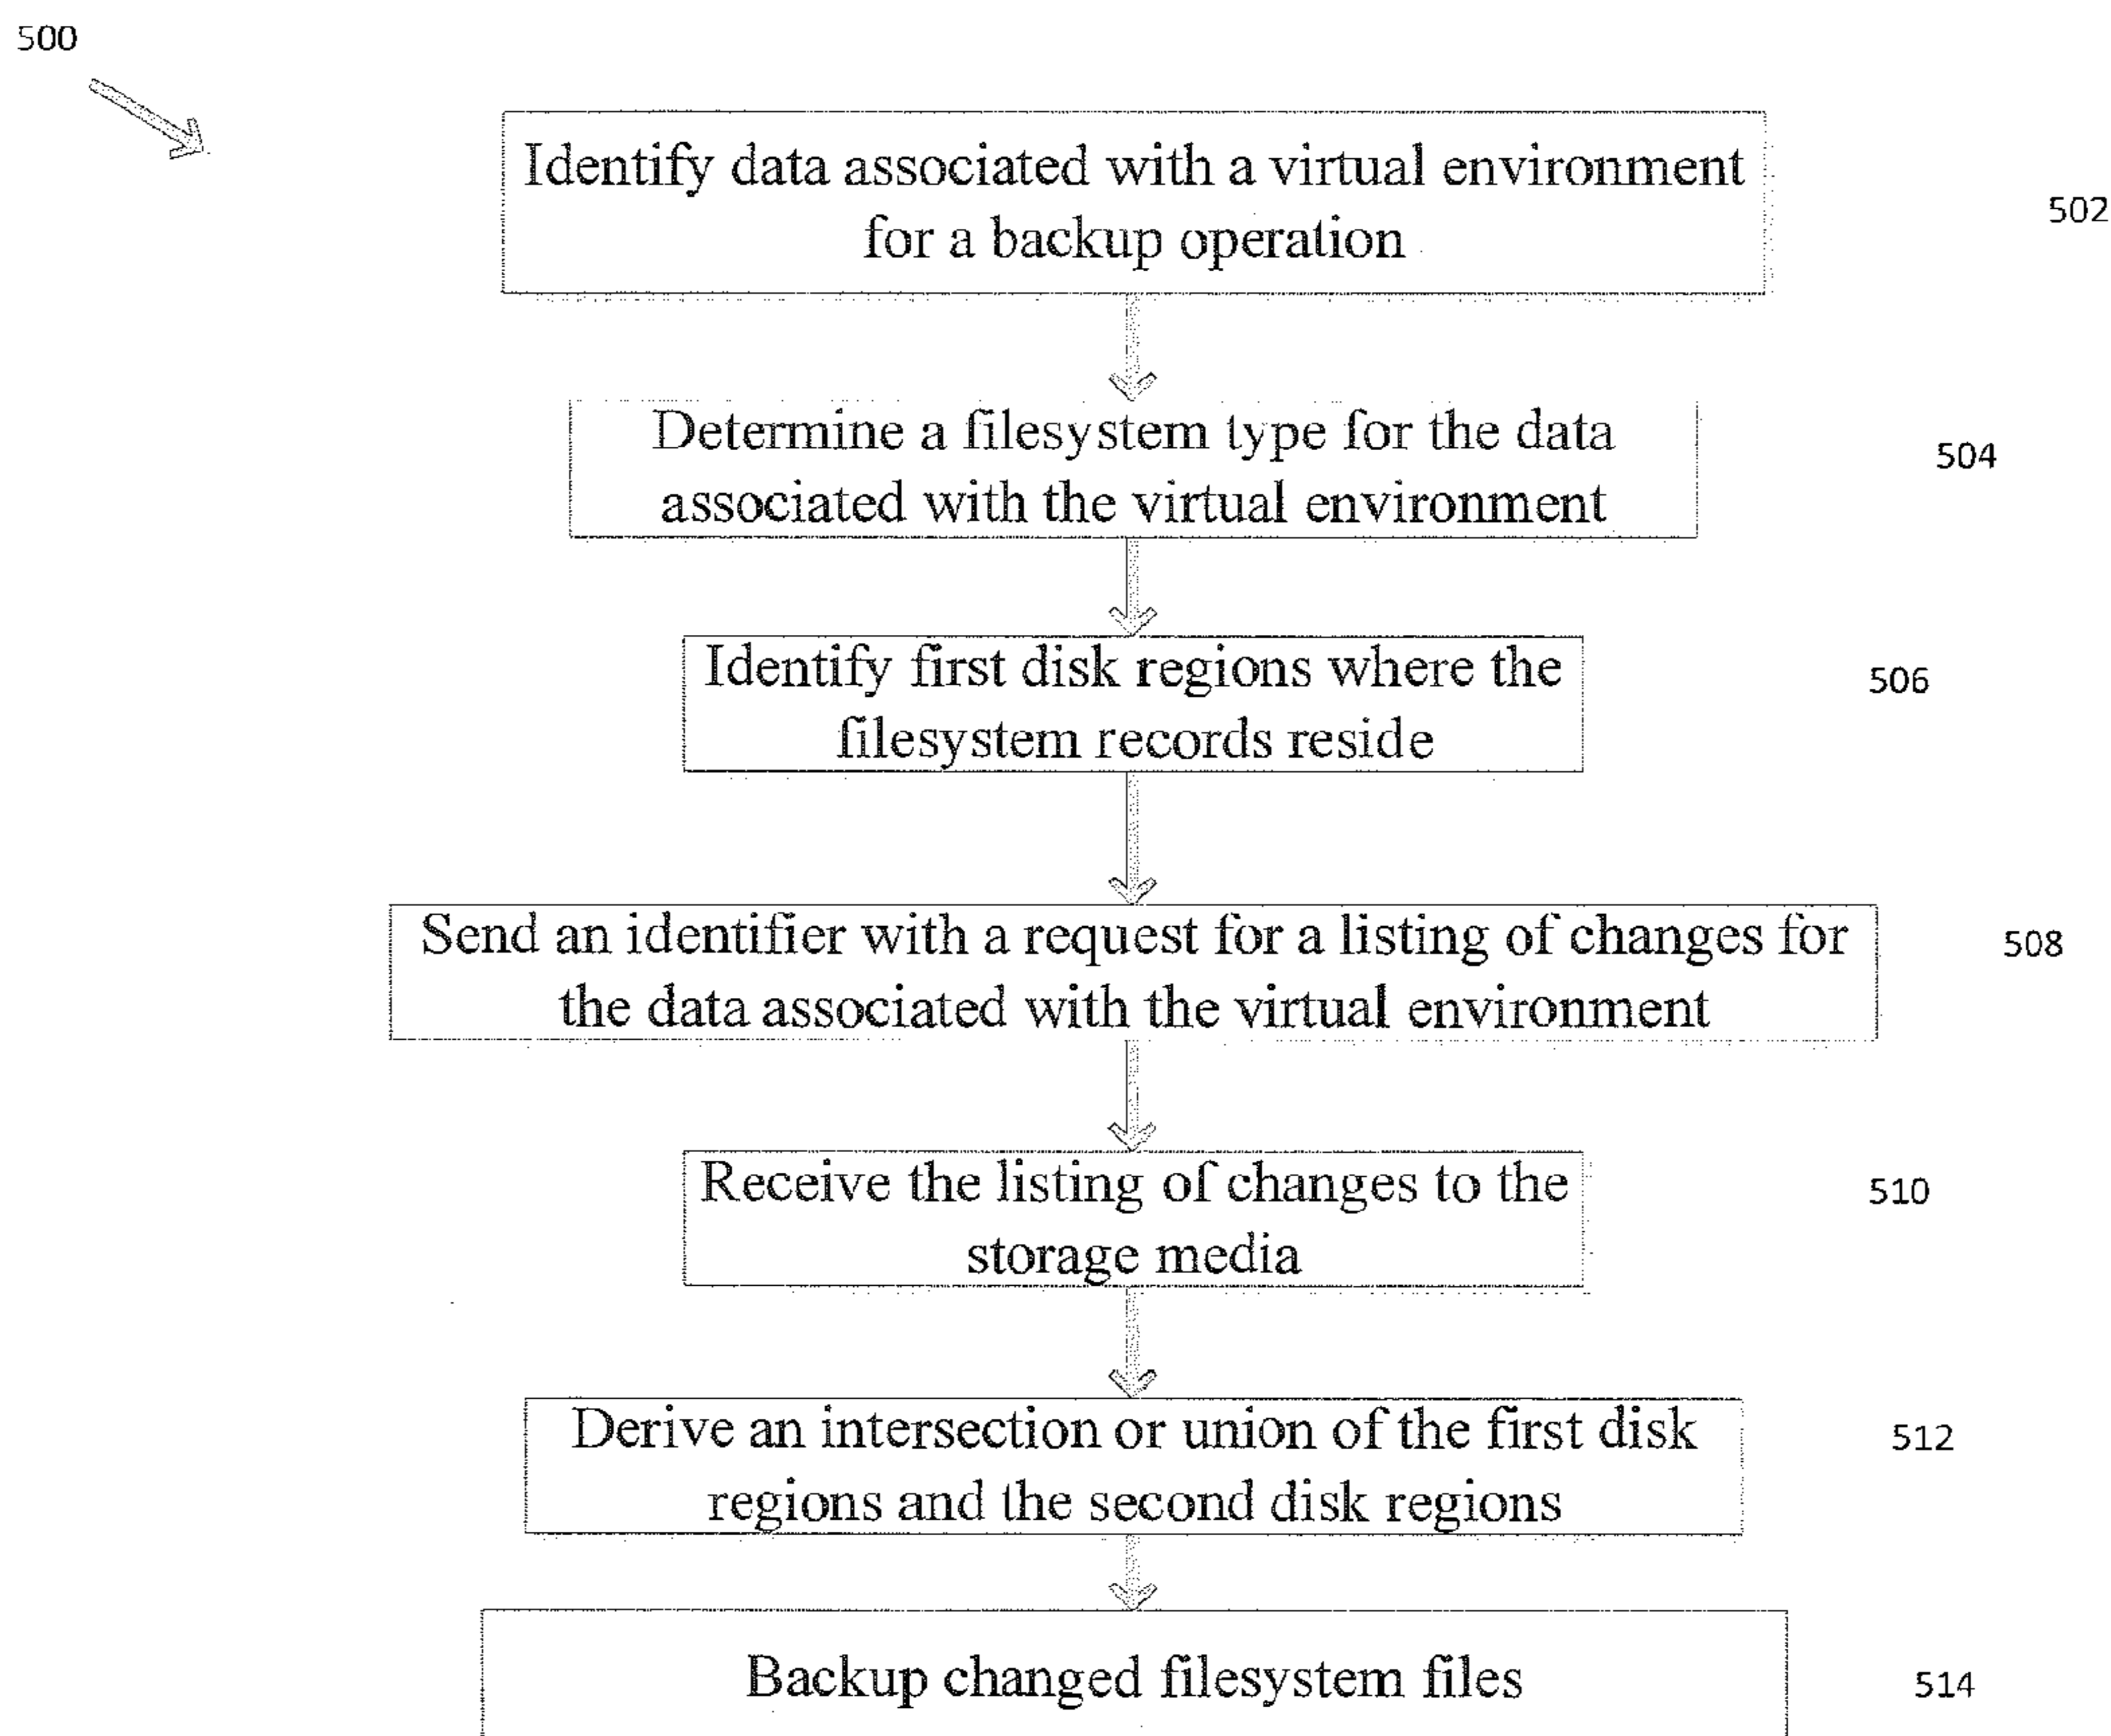 500
Identify data associated with a virtual environment
for a backup operation
502
Determine a filesystem type for the data
associated with the virtual environment
504
Identify first disk regions where the
filesystem records reside
506
Send an identifier with a request for a listing of changes for
the data associated with the virtual environment
508
Receive the listing of changes to the
storage media
510
Derive an intersection or union of the first disk
regions and the second disk regions
512
Backup changed filesystem files
514